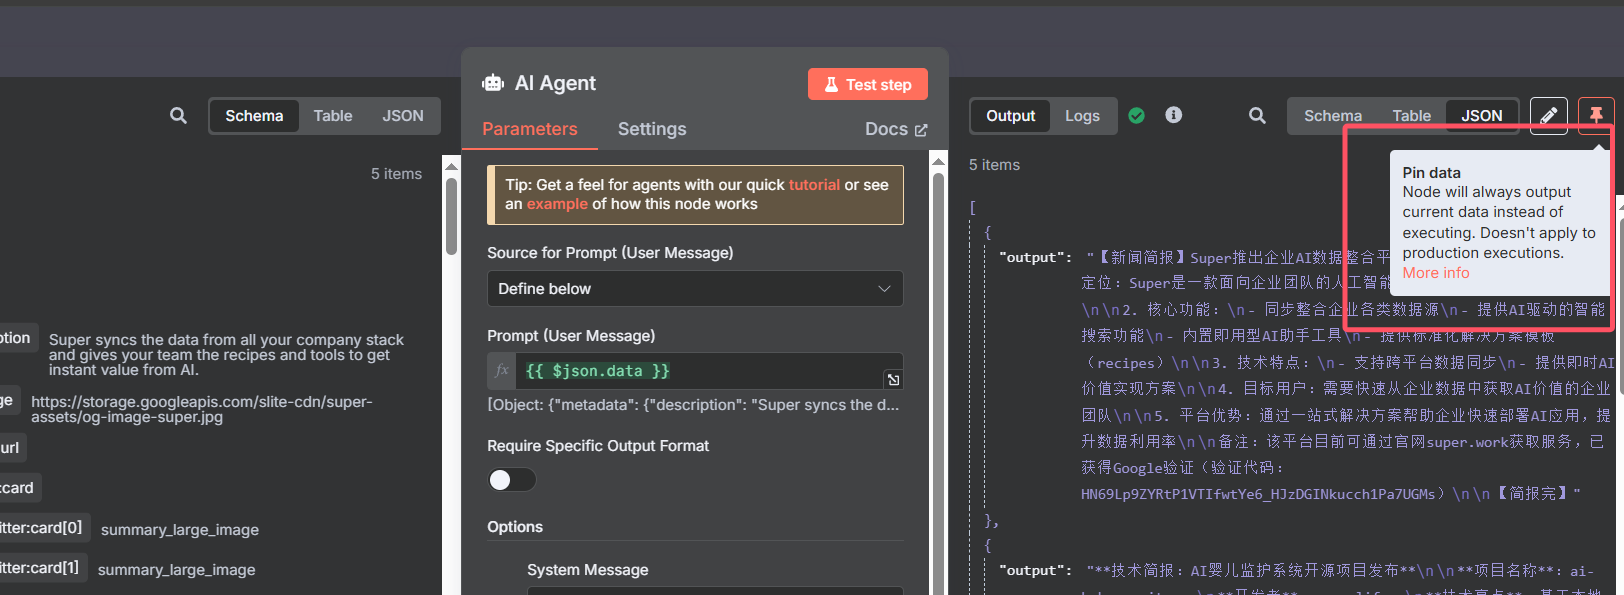 Schema Table JSON
5 items
ption Super syncs the data from all your company stack
and gives your team the recipes and tools to get
instant value from AI.
ge https://storage.googleapis.com/slite-cdn/super-
assets/og-image-super.jpg
url
:card
itter:card[0] summary_large_image
itter:card[1] summary_large_image
AI Agent Test step
Parameters Settings Docs
Tip: Get a feel for agents with our quick tutorial or see
an example of how this node works
Source for Prompt (User Message)
Define below
Prompt (User Message)
fx {{ $json.data }}
[Object: {"metadata": {"description": "Super syncs the d...
Require Specific Output Format
Options
System Message
Output Logs Schema Table JSON
5 items
Pin data
Node will always output
current data instead of
executing. Doesn't apply to
production executions.
More info
[
{
"output": "【新闻简报】Super推出企业AI数据整合平
定位：Super是一款面向企业团队的人工智能
\n\n2. 核心功能：\n- 同步整合企业各类数据源\n- 提供AI驱动的智能
搜索功能\n- 内置即用型AI助手工具\n- 提供标准化解决方案模板
（recipes）\n\n3. 技术特点：\n- 支持跨平台数据同步\n- 提供即时AI
价值实现方案\n\n4. 目标用户：需要快速从企业数据中获取AI价值的企业
团队\n\n5. 平台优势：通过一站式解决方案帮助企业快速部署AI应用，提
升数据利用率\n\n备注：该平台目前可通过官网super.work获取服务，已
获得Google验证（验证代码：
HN69Lp9ZYRtP1VTIfwtYe6_HJzDGINkucch1Pa7UGMs）\n\n【简报完】"
},
{
"output": "**技术简报：AI婴儿监护系统开源项目发布**\n\n**项目名称**：ai-